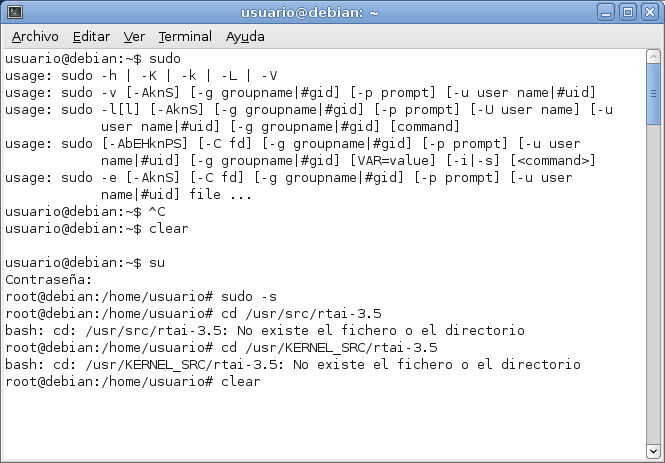 usuario@debian: ~
Archivo Editar Ver Terminal Ayuda
usuario@debian:~$ sudo
usage: sudo -h | -K | -k | -L | -V
usage: sudo -v [-AknS] [-g groupname|#gid] [-p prompt] [-u user name|#uid]
usage: sudo -l[l] [-AknS] [-g groupname|#gid] [-p prompt] [-U user name] [-u
user name|#uid] [-g groupname|#gid] [command]
usage: sudo [-AbEHknPS] [-C fd] [-g groupname|#gid] [-p prompt] [-u user
name|#uid] [-g groupname|#gid] [VAR=value] [-i|-s] [<command>]
usage: sudo -e [-AknS] [-C fd] [-g groupname|#gid] [-p prompt] [-u user
name|#uid] file ...
usuario@debian:~$ ^C
usuario@debian:~$ clear
usuario@debian:~$ su
Contraseña:
root@debian:/home/usuario# sudo -s
root@debian:/home/usuario# cd /usr/src/rtai-3.5
bash: cd: /usr/src/rtai-3.5: No existe el fichero o el directorio
root@debian:/home/usuario# cd /usr/KERNEL_SRC/rtai-3.5
bash: cd: /usr/KERNEL_SRC/rtai-3.5: No existe el fichero o el directorio
root@debian:/home/usuario# clear